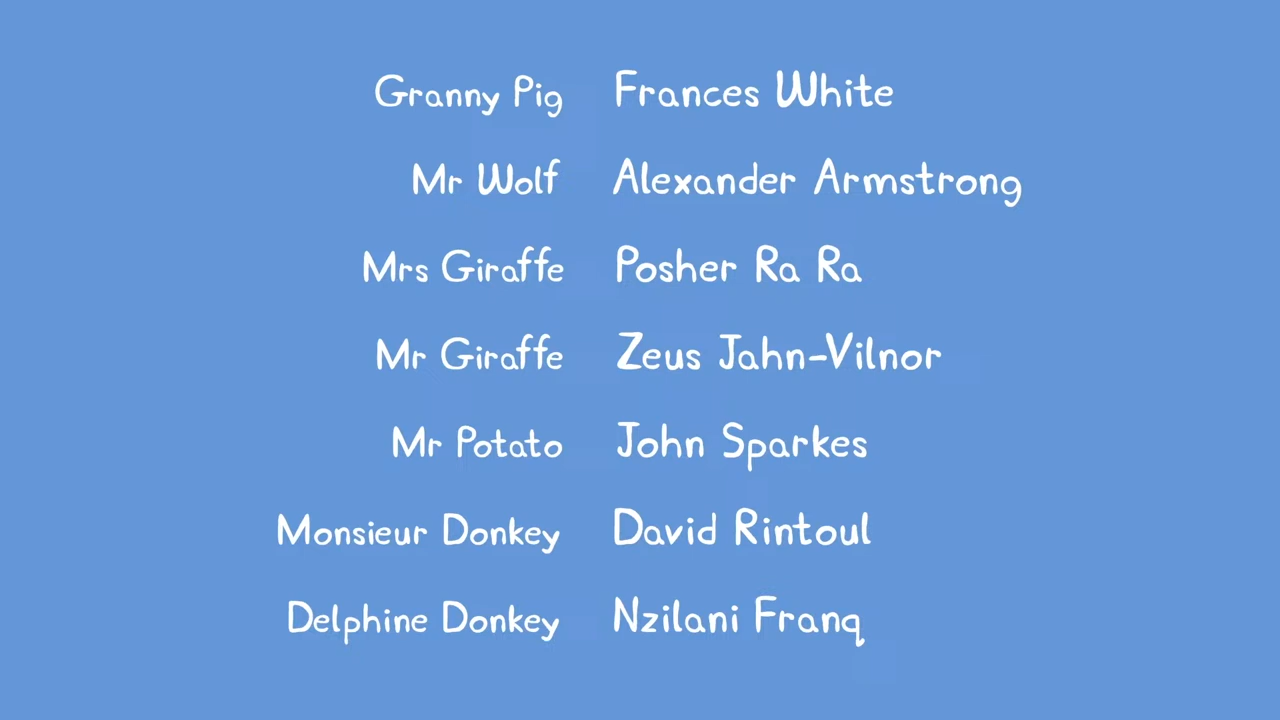 Granny Pig Frances White
Mr Wolf Alexander Armstrong
Mrs Giraffe Posher Ra Ra
Mr Giraffe Zeus Jahn-Vilnor
Mr Potato John Sparkes
Monsieur Donkey David Rintoul
Delphine Donkey Nzilani Franq